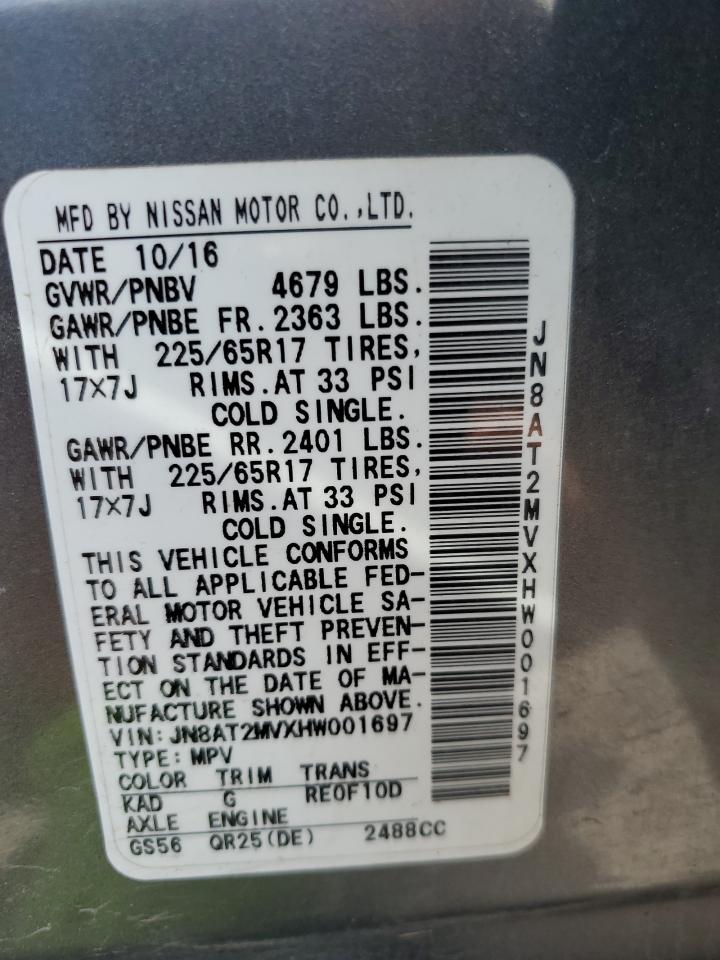 MFD BY NISSAN MOTOR CO.,LTD.
DATE 10/16
GVWR/PNBV 4679 LBS.
GAWR/PNBE FR. 2363 LBS.
WITH 225/65R17 TIRES,
17×7J RIMS.AT 33 PSI
COLD SINGLE.
GAWR/PNBE RR. 2401 LBS.
WITH 225/65R17 TIRES,
17×7J RIMS.AT 33 PSI
COLD SINGLE.
THIS VEHICLE CONFORMS
TO ALL APPLICABLE FED-
ERAL MOTOR VEHICLE SA-
FETY AND THEFT PREVEN-
TION STANDARDS IN EFF-
ECT ON THE DATE OF MA-
NUFACTURE SHOWN ABOVE.
VIN: JN8AT2MVXHW001697
TYPE: MPV
COLOR TRIM TRANS
KAD G RE0F10D
AXLE ENGINE
GS56 QR25(DE) 2488CC
JN8AT2MVXHW001697